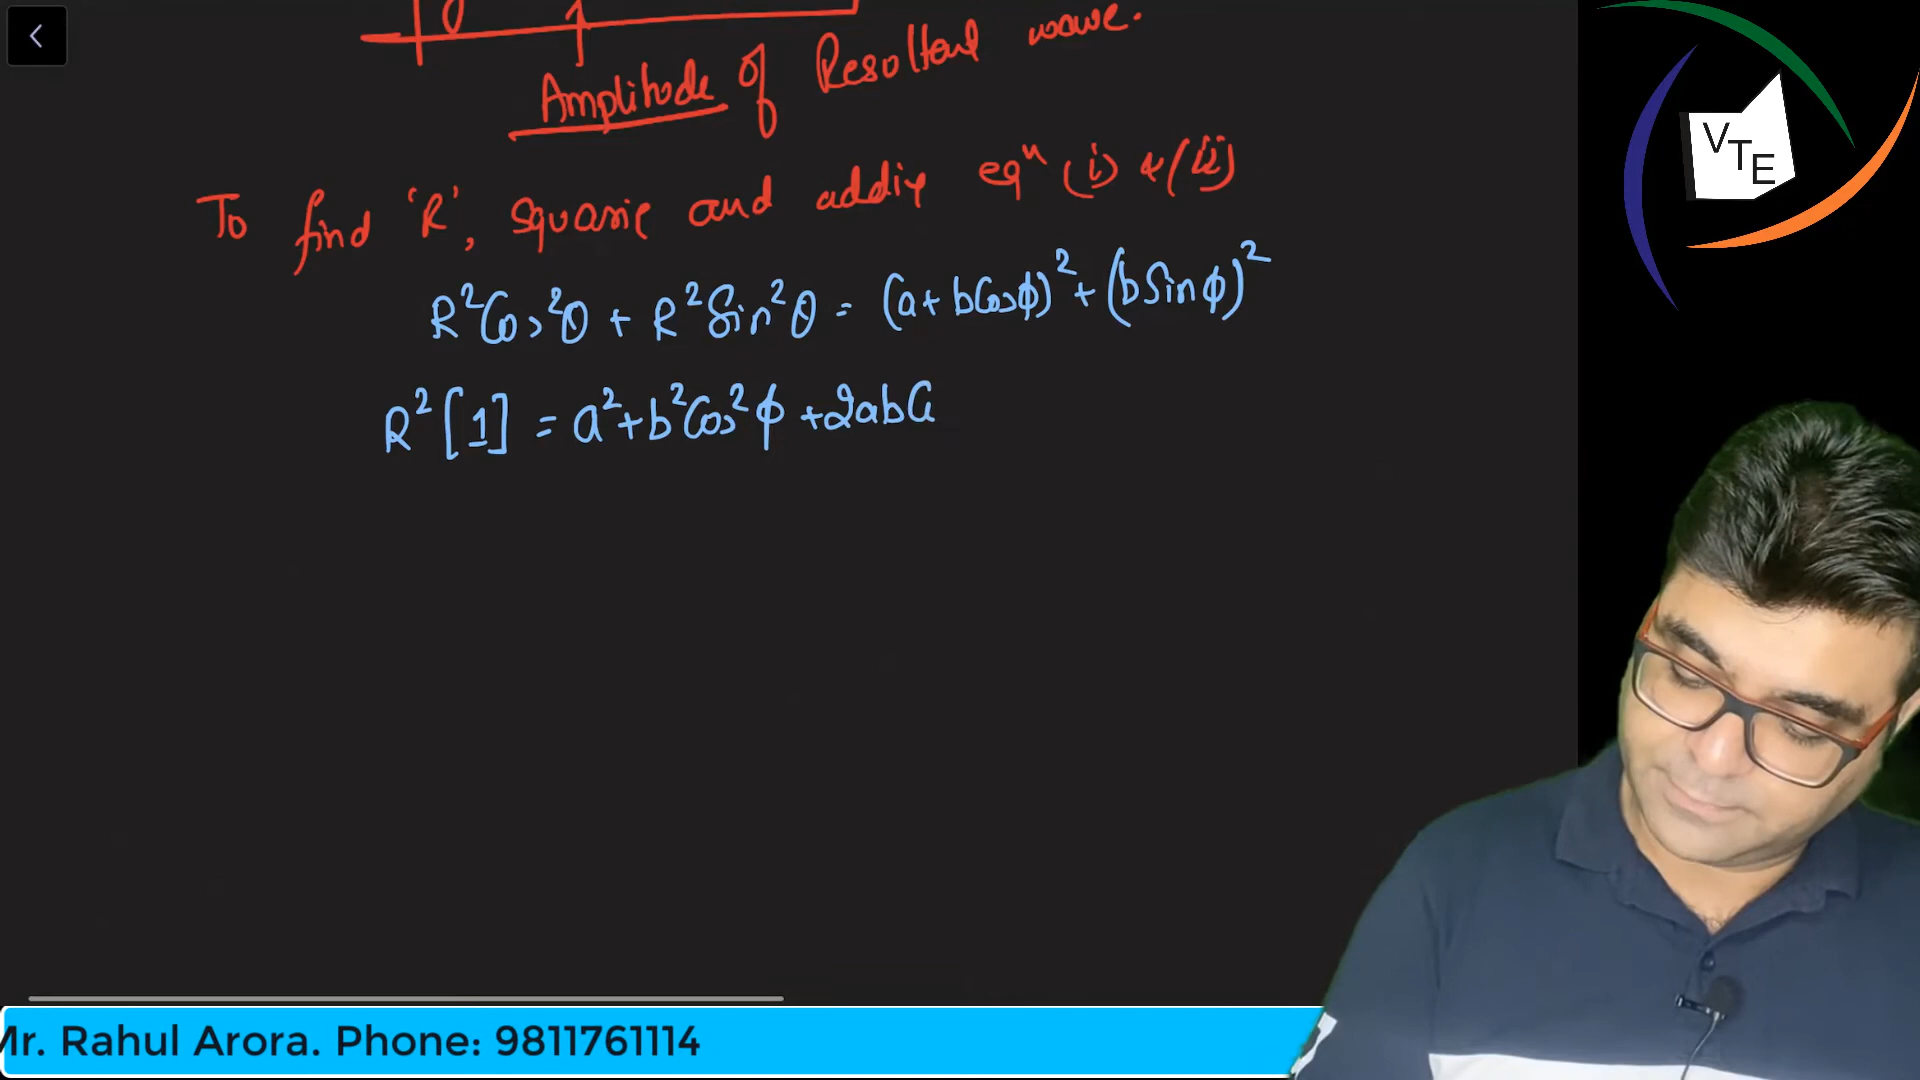 Amplitude of Resultant wave.
To find 'R', squaring and adding eqⁿ (i) & (ii)
R²Cos²θ + R²Sin²θ = (a + bCosϕ)² + (bSinϕ)²
R²[1] = a² + b²Cos²ϕ + 2abC
VTE
Mr. Rahul Arora. Phone: 9811761114